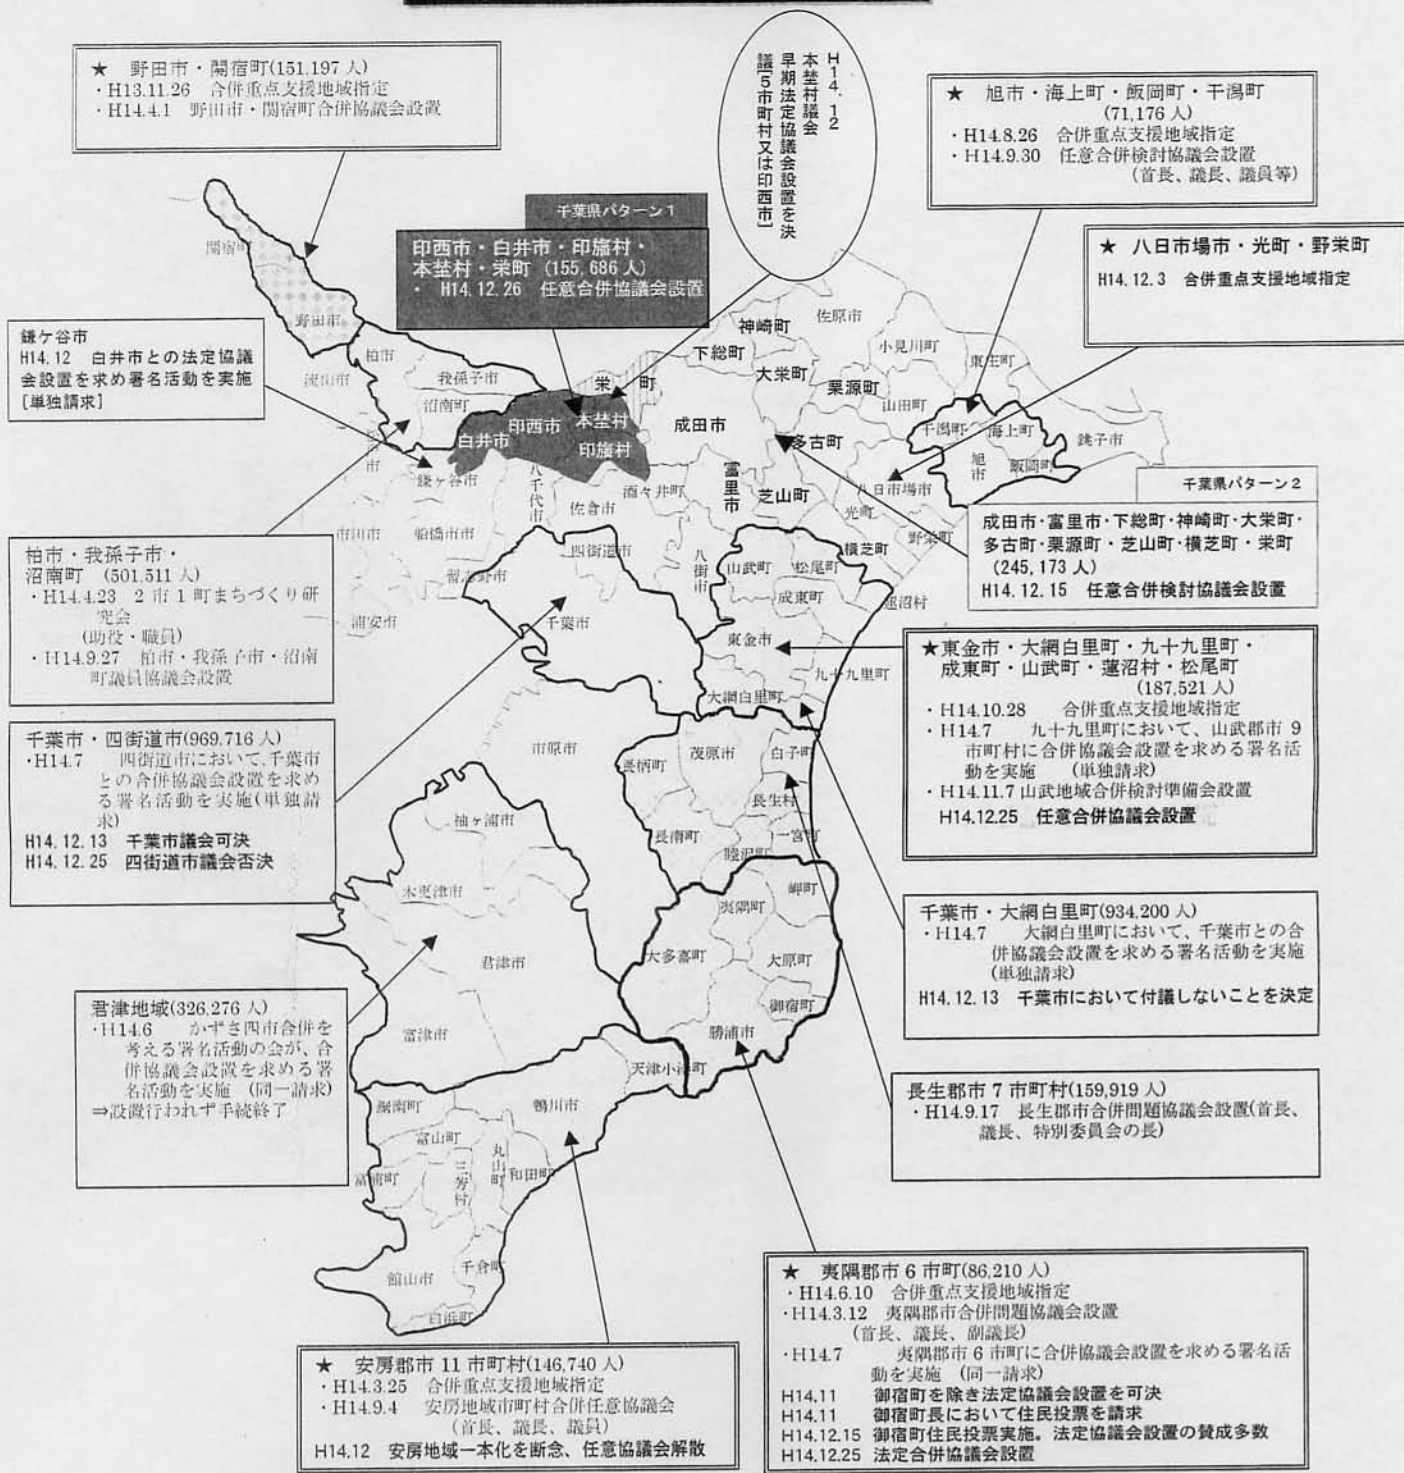 ★ 野田市・関宿町(151,197人)
・H13.11.26 合併重点支援地域指定
・H14.4.1 野田市・関宿町合併協議会設置
H14.12
本埜村議会
早期法定協議会設置を決
議[5市町村又は印西市]
★ 旭市・海上町・飯岡町・干潟町
(71,176人)
・H14.8.26 合併重点支援地域指定
・H14.9.30 任意合併検討協議会設置
(首長、議長、議員等)
千葉県パターン1
印西市・白井市・印旛村・
本埜村・栄町 (155,686人)
・ H14.12.26 任意合併協議会設置
★ 八日市場市・光町・野栄町
H14.12.3 合併重点支援地域指定
鎌ケ谷市
H14.12 白井市との法定協議
会設置を求め署名活動を実施
[単独請求]
関宿町
野田市
柏市
我孫子市
沼南町
流山市
栄町
白井市
印西市
本埜村
印旛村
神崎町
下総町
大栄町
佐原市
小見川町
東庄町
栗源町
山田町
成田市
多古町
干潟町
海上町
旭市
飯岡町
銚子市
鎌ヶ谷市
八千代市
佐倉市
酒々井町
富里市
芝山町
八日市場市
光町
野栄町
横芝町
市川市
船橋市市
習志野市
浦安市
四街道市
八街市
千葉市
山武町
松尾町
成東町
蓮沼村
東金市
九十九里町
大網白里町
千葉県パターン2
成田市・富里市・下総町・神崎町・大栄町・
多古町・栗源町・芝山町・横芝町・栄町
(245,173人)
H14.12.15 任意合併検討協議会設置
柏市・我孫子市・
沼南町 (501,511人)
・H14.4.23 2市1町まちづくり研
究会
(助役・職員)
・H14.9.27 柏市・我孫子市・沼南
町議員協議会設置
★東金市・大網白里町・九十九里町・
成東町・山武町・蓮沼村・松尾町
(187,521人)
・H14.10.28 合併重点支援地域指定
・H14.7 九十九里町において、山武郡市9
市町村に合併協議会設置を求める署名活
動を実施 (単独請求)
・H14.11.7 山武地域合併検討準備会設置
H14.12.25 任意合併協議会設置
千葉市・四街道市(969,716人)
・H14.7 四街道市において、千葉市
との合併協議会設置を求め
る署名活動を実施(単独請
求)
H14.12.13 千葉市議会可決
H14.12.25 四街道市議会否決
市原市
茂原市
白子町
長柄町
長生村
長南町
一宮町
睦沢町
袖ヶ浦市
木更津市
君津市
富津市
岬町
夷隅町
大多喜町
大原町
御宿町
勝浦市
千葉市・大網白里町(934,200人)
・H14.7 大網白里町において、千葉市との合
併協議会設置を求める署名活動を実施
(単独請求)
H14.12.13 千葉市において付議しないことを決定
君津地域(326,276人)
・H14.6 かずさ四市合併を
考える署名活動の会が、合
併協議会設置を求める署
名活動を実施 (同一請求)
⇒設置行われず手続終了
長生郡市7市町村(159,919人)
・H14.9.17 長生郡市合併問題協議会設置(首長、
議長、特別委員会の長)
天津小湊町
鋸南町
鴨川市
富山町
丸山町
和田町
三芳村
富浦町
館山市
千倉町
白浜町
★ 安房郡市11市町村(146,740人)
・H14.3.25 合併重点支援地域指定
・H14.9.4 安房地域市町村合併任意協議会
(首長、議長、議員)
H14.12 安房地域一本化を断念、任意協議会解散
★ 夷隅郡市6市町(86,210人)
・H14.6.10 合併重点支援地域指定
・H14.3.12 夷隅郡市合併問題協議会設置
(首長、議長、副議長)
・H14.7 夷隅郡市6市町に合併協議会設置を求める署名活
動を実施 (同一請求)
H14.11 御宿町を除き法定協議会設置を可決
H14.11 御宿町長において住民投票を請求
H14.12.15 御宿町住民投票実施。法定協議会設置の賛成多数
H14.12.25 法定合併協議会設置